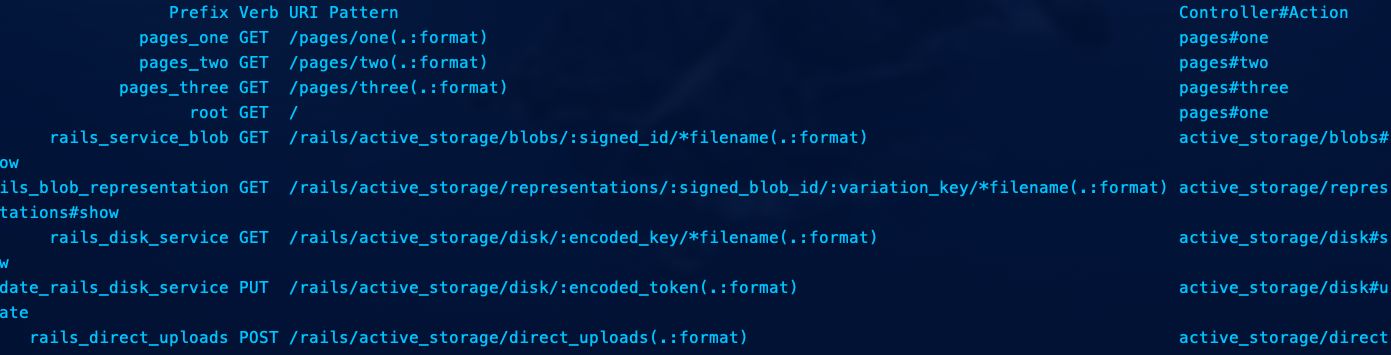 Prefix Verb URI Pattern Controller#Action
pages_one GET /pages/one(.:format) pages#one
pages_two GET /pages/two(.:format) pages#two
pages_three GET /pages/three(.:format) pages#three
root GET / pages#one
rails_service_blob GET /rails/active_storage/blobs/:signed_id/*filename(.:format) active_storage/blobs#
ow
ils_blob_representation GET /rails/active_storage/representations/:signed_blob_id/:variation_key/*filename(.:format) active_storage/repres
tations#show
rails_disk_service GET /rails/active_storage/disk/:encoded_key/*filename(.:format) active_storage/disk#s
w
date_rails_disk_service PUT /rails/active_storage/disk/:encoded_token(.:format) active_storage/disk#u
ate
rails_direct_uploads POST /rails/active_storage/direct_uploads(.:format) active_storage/direct